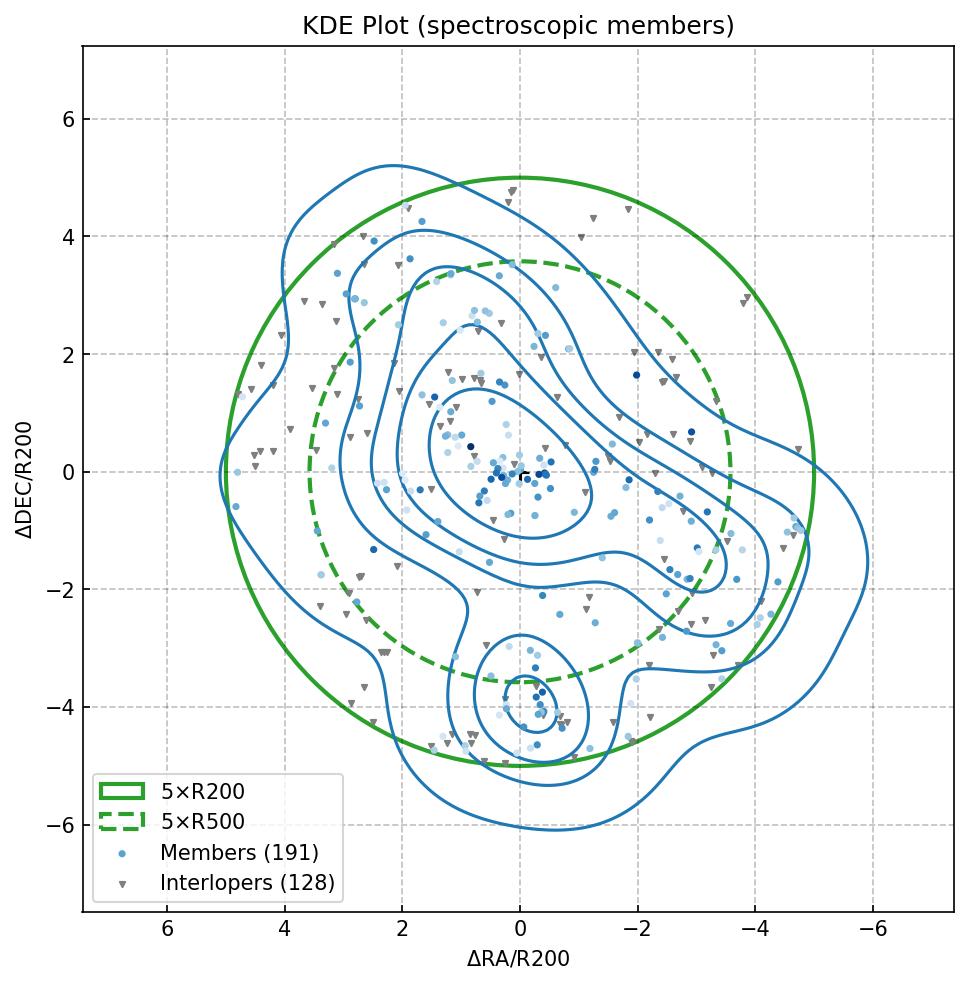 KDE Plot (spectroscopic members)
6
4
2
0
−2
−4
−6
ΔDEC/R200
5×R200
5×R500
Members (191)
Interlopers (128)
6
4
2
0
−2
−4
−6
ΔRA/R200